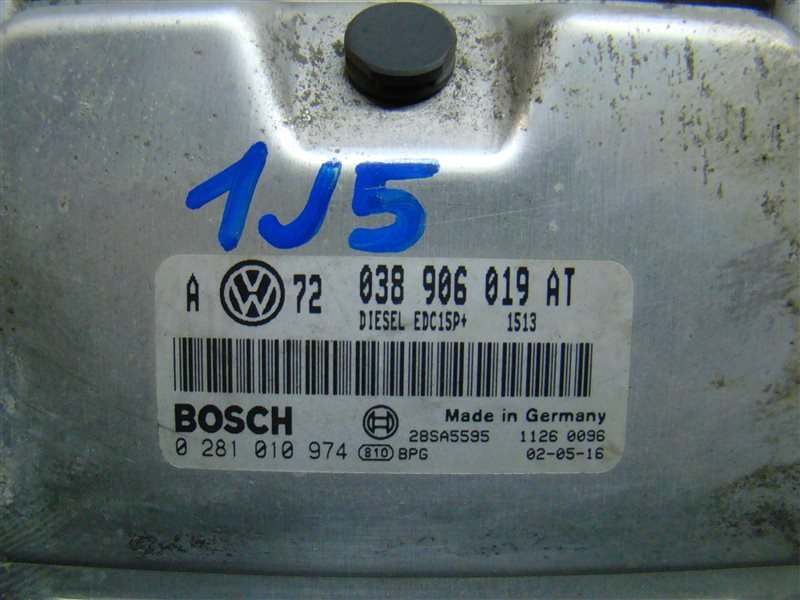 1J5
A VW 72 038 906 019 AT
DIESEL EDC15P+ 1513
BOSCH Made in Germany
28SA5595 1126 0096
0 281 010 974 810 BPG 02-05-16